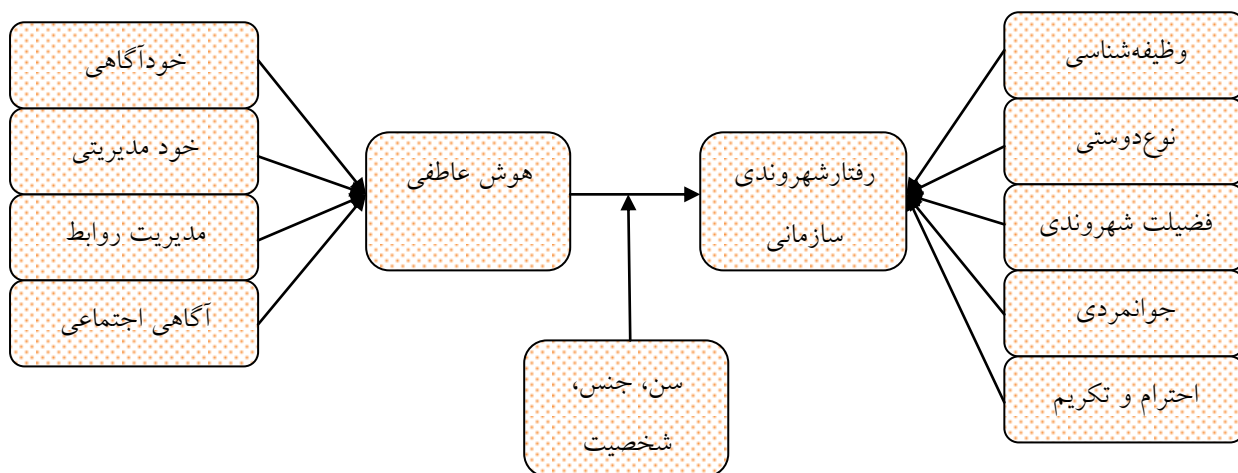 خودآگاهی
خود مدیریتی
مدیریت روابط
آگاهی اجتماعی
هوش عاطفی
رفتارشهروندی
سازمانی
سن، جنس،
شخصیت
وظیفه‌شناسی
نوع‌دوستی
فضیلت شهروندی
جوانمردی
احترام و تکریم